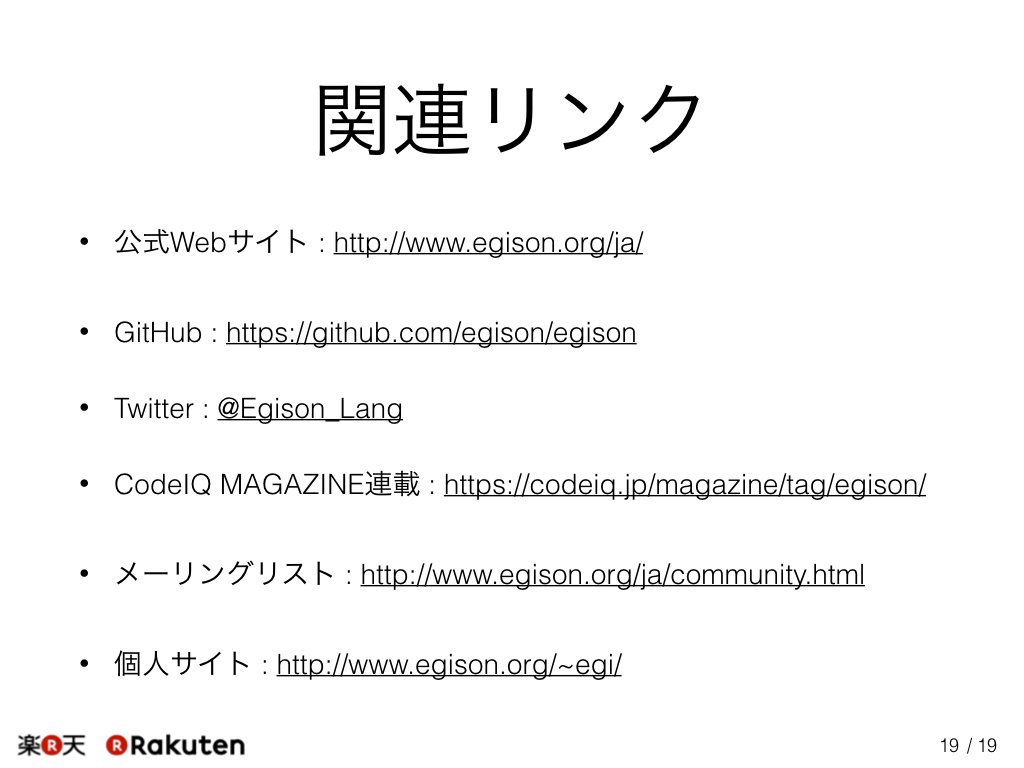 関連リンク
• 公式Webサイト : http://www.egison.org/ja/
• GitHub : https://github.com/egison/egison
• Twitter : @Egison_Lang
• CodeIQ MAGAZINE連載 : https://codeiq.jp/magazine/tag/egison/
• メーリングリスト : http://www.egison.org/ja/community.html
• 個人サイト : http://www.egison.org/~egi/
楽R天 R Rakuten 19 / 19